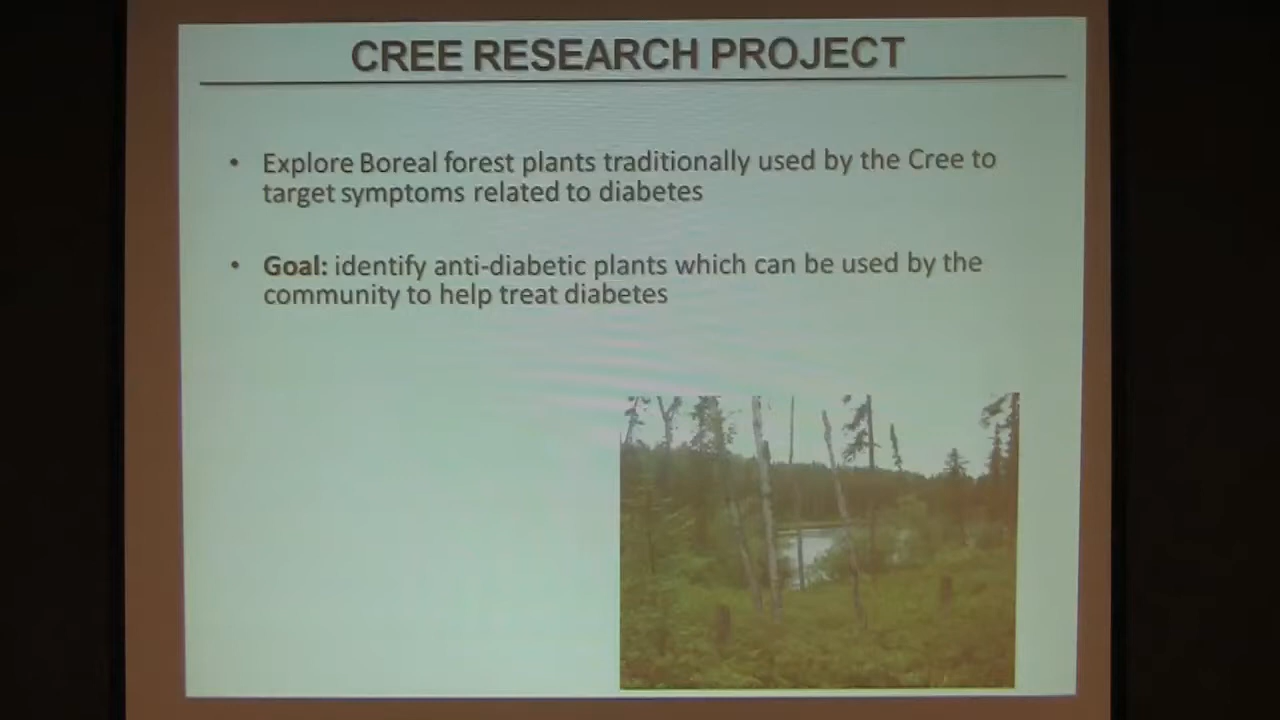 CREE RESEARCH PROJECT
• Explore Boreal forest plants traditionally used by the Cree to
target symptoms related to diabetes
• Goal: identify anti-diabetic plants which can be used by the
community to help treat diabetes